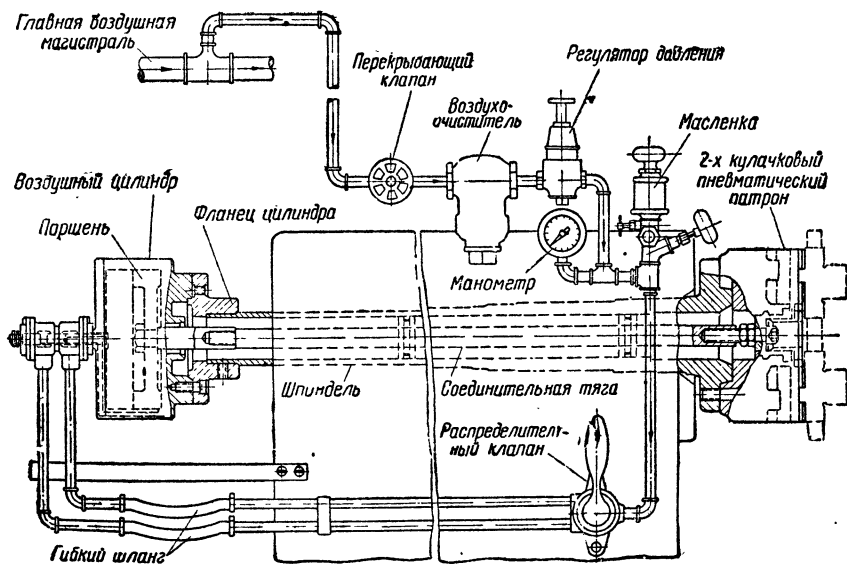 Главная воздушная
магистраль
Перекрывающий
клапан
Регулятор давления
Воздухо-
очиститель
Масленка
2-х кулачковый
пневматический
патрон
Воздушный цилиндр
Поршень
Фланец цилиндра
Манометр
Шпиндель
Соединительная тяга
Распределитель-
ный клапан
Гибкий шланг